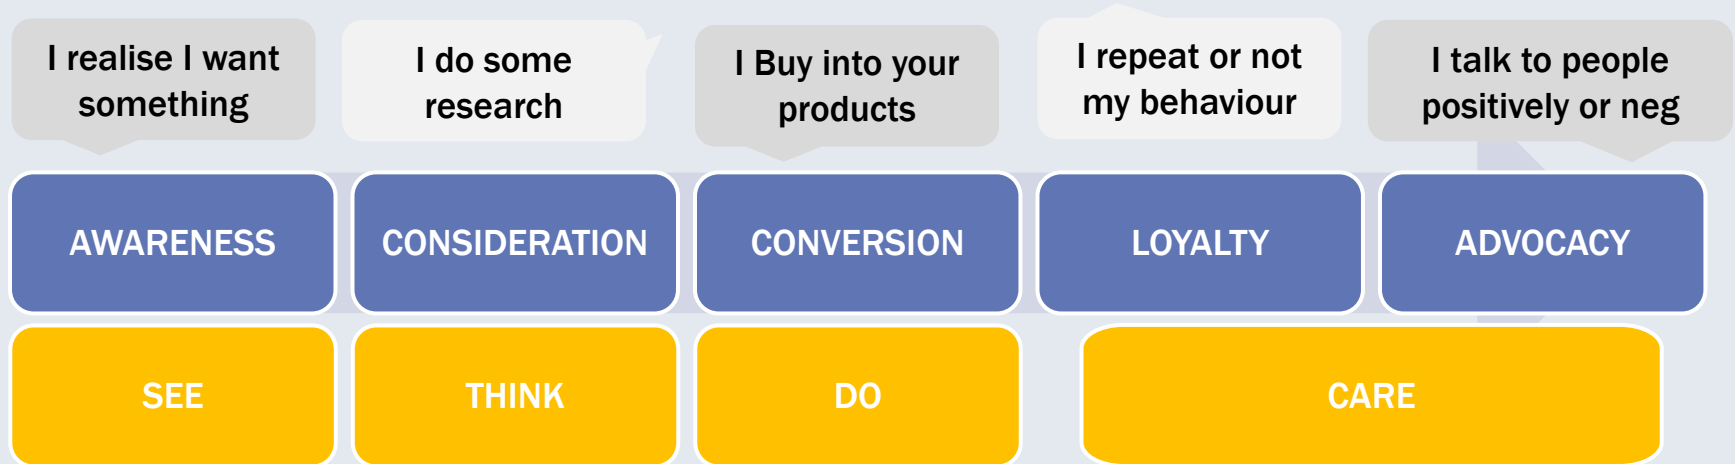 I realise I want
something
I do some
research
I Buy into your
products
I repeat or not
my behaviour
I talk to people
positively or neg
AWARENESS
CONSIDERATION
CONVERSION
LOYALTY
ADVOCACY
SEE
THINK
DO
CARE